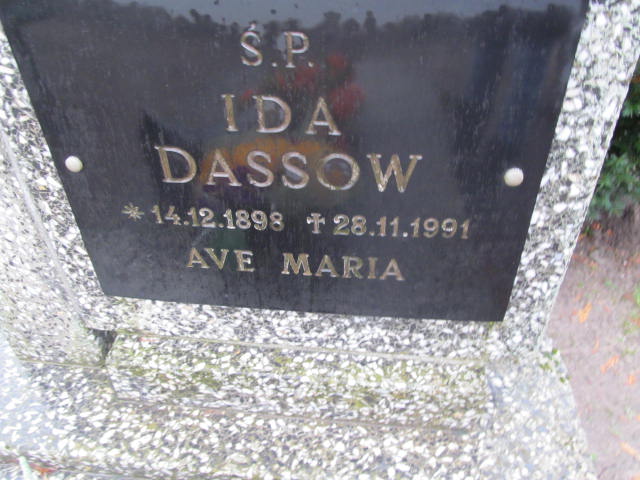 Ś.P.
IDA
DASSOW
* 14.12.1898 ✝ 28.11.1991
AVE MARIA